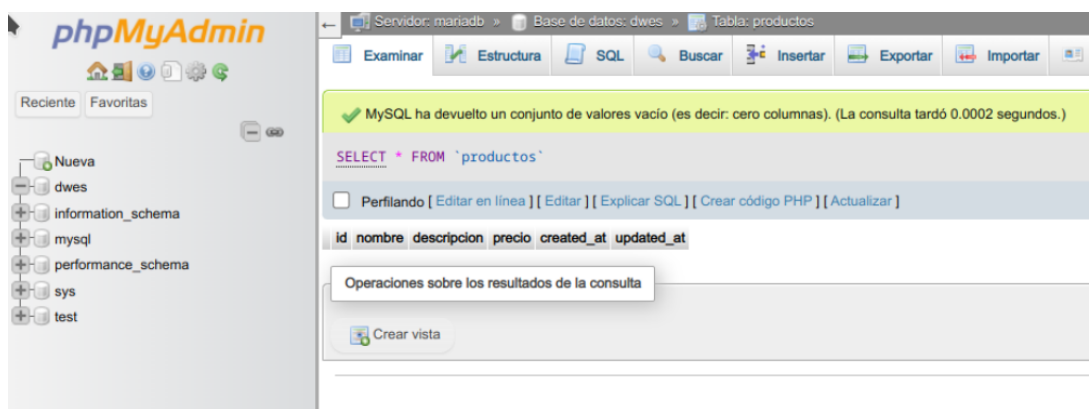 phpMyAdmin
Reciente Favoritas
Nueva
dwes
information_schema
mysql
performance_schema
sys
test
Servidor: mariadb » Base de datos: dwes » Tabla: productos
Examinar Estructura SQL Buscar Insertar Exportar Importar
MySQL ha devuelto un conjunto de valores vacío (es decir: cero columnas). (La consulta tardó 0.0002 segundos.)
SELECT * FROM `productos`
Perfilando [ Editar en línea ] [ Editar ] [ Explicar SQL ] [ Crear código PHP ] [ Actualizar ]
id nombre descripcion precio created_at updated_at
Operaciones sobre los resultados de la consulta
Crear vista